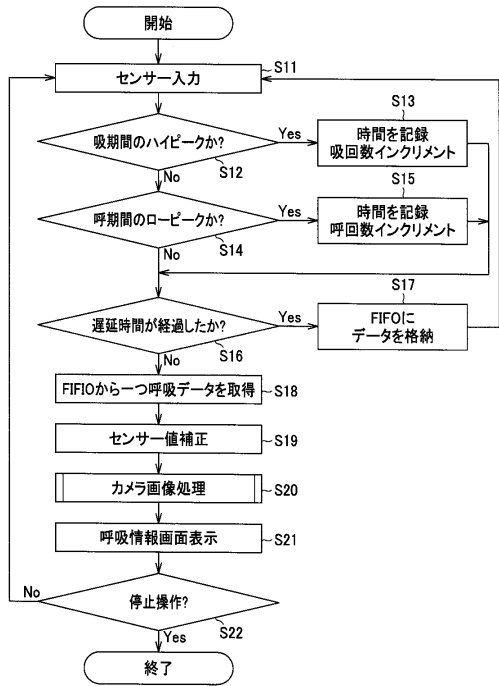 開始
センサー入力
S11
吸期間のハイピークか?
S12
Yes
No
時間を記録
吸回数インクリメント
S13
呼期間のローピークか?
S14
Yes
No
時間を記録
呼回数インクリメント
S15
遅延時間が経過したか?
S16
Yes
No
FIFOに
データを格納
S17
FIFIOから一つ呼吸データを取得
S18
センサー値補正
S19
カメラ画像処理
S20
呼吸情報画面表示
S21
停止操作?
S22
No
Yes
終了